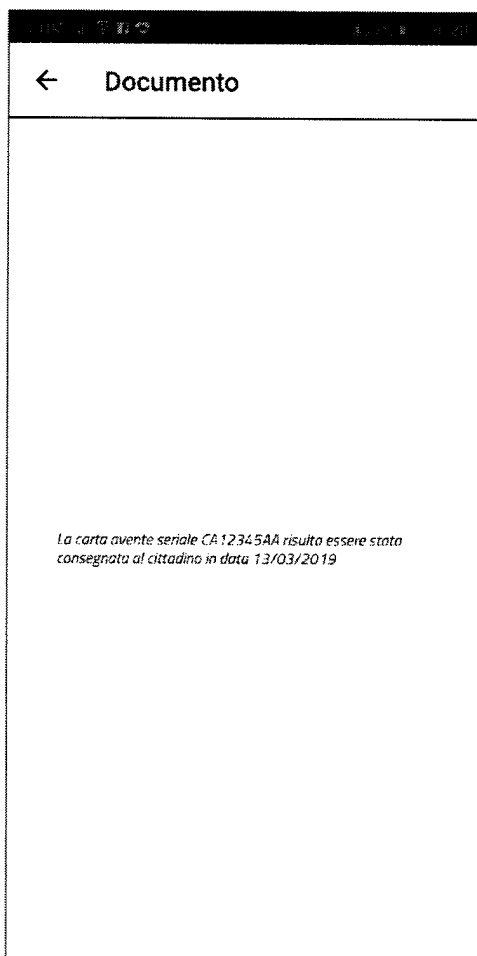 Documento
La carta avente seriale CA12345AA risulta essere stata
consegnata al cittadino in data 13/03/2019